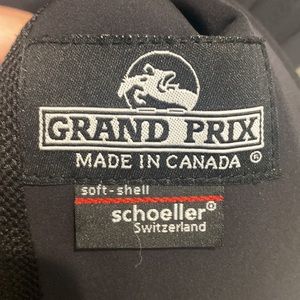 GRAND PRIX
MADE IN CANADA ®
soft-shell
schoeller®
Switzerland